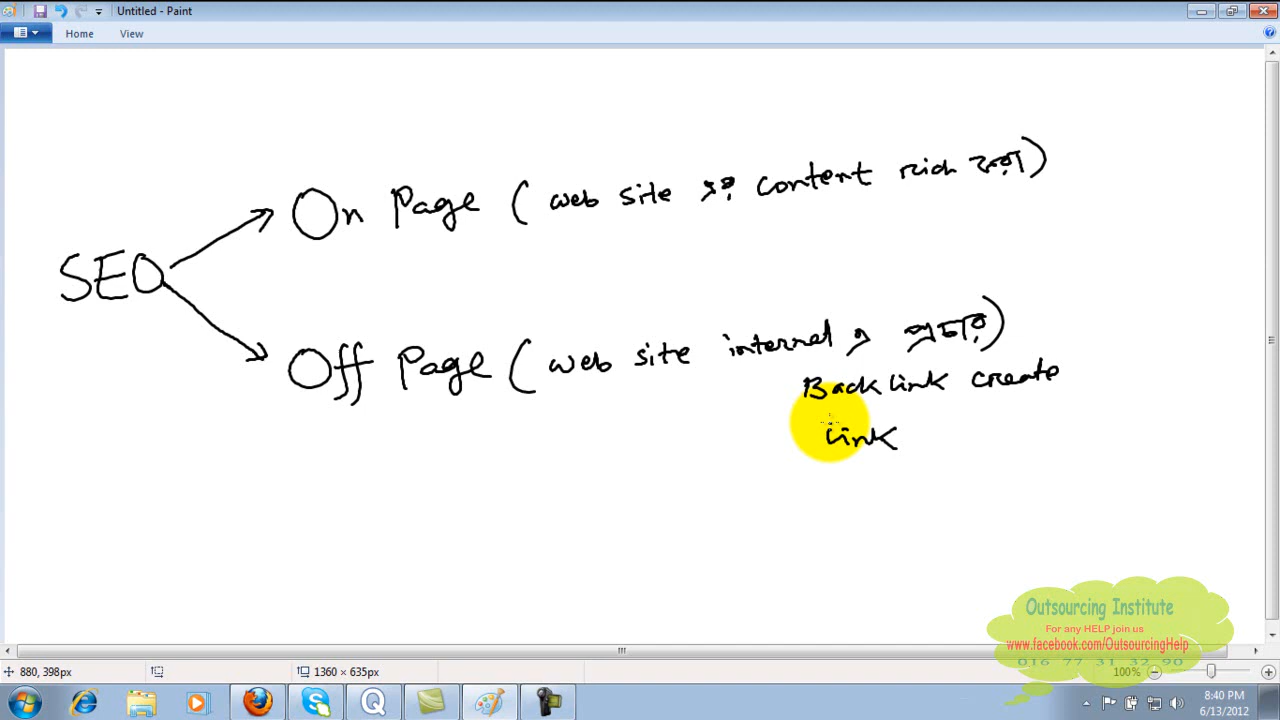 Untitled - Paint
Home View
On Page ( web site এর content rich করা )
SEO
Off Page ( web site internal ও
Back Link create
Link
Outsourcing Institute
For any HELP join us
www.facebook.com/OutsourcingHelp
016 77 31 32 90
880, 398px 1360 × 635px 100%
8:40 PM
6/13/2012